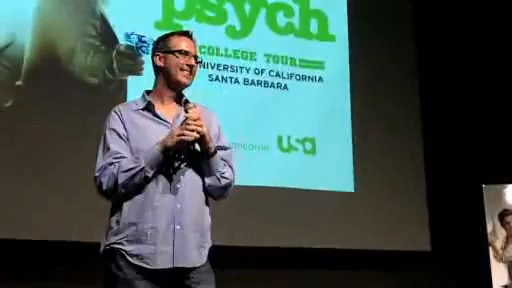 psych
COLLEGE TOUR
UNIVERSITY OF CALIFORNIA
SANTA BARBARA
usa